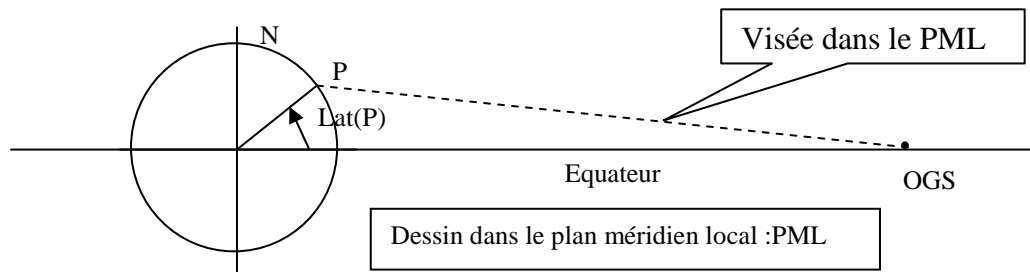 N
Visée dans le PML
P
Lat(P)
Equateur
OGS
Dessin dans le plan méridien local :PML